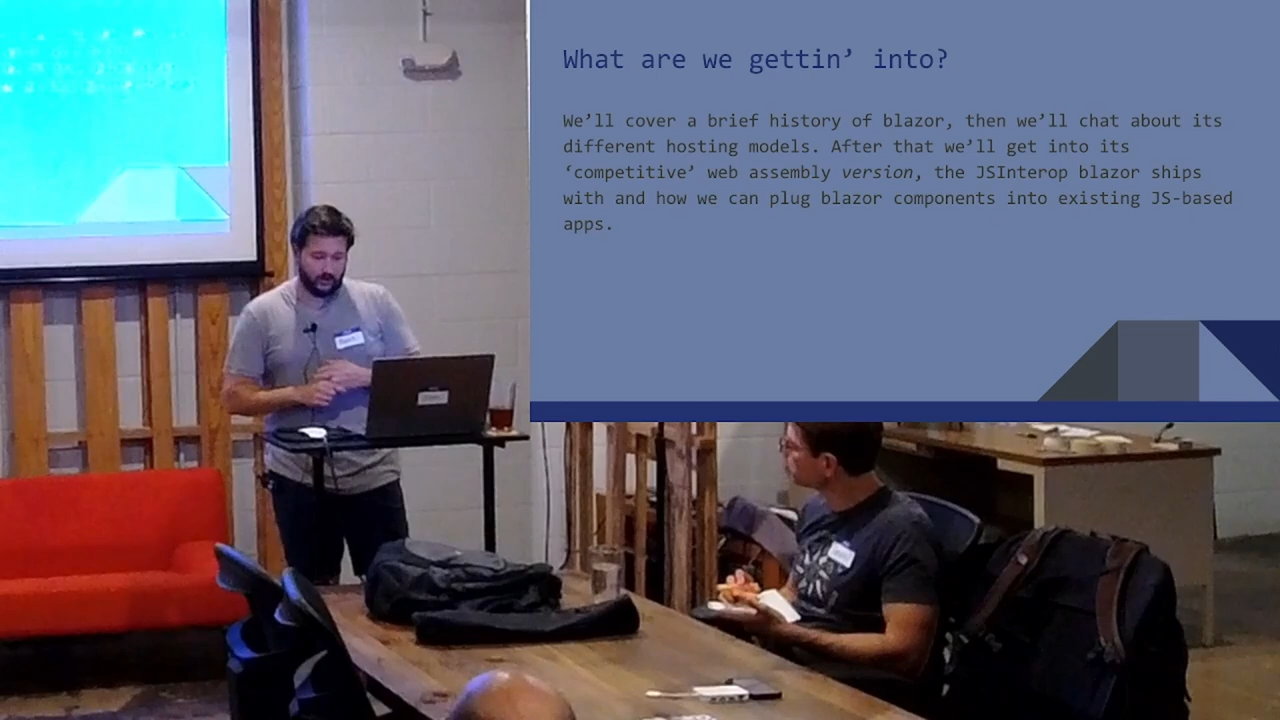 What are we gettin’ into?
We’ll cover a brief history of blazor, then we’ll chat about its
different hosting models. After that we’ll get into its
‘competitive’ web assembly version, the JSInterop blazor ships
with and how we can plug blazor components into existing JS-based
apps.